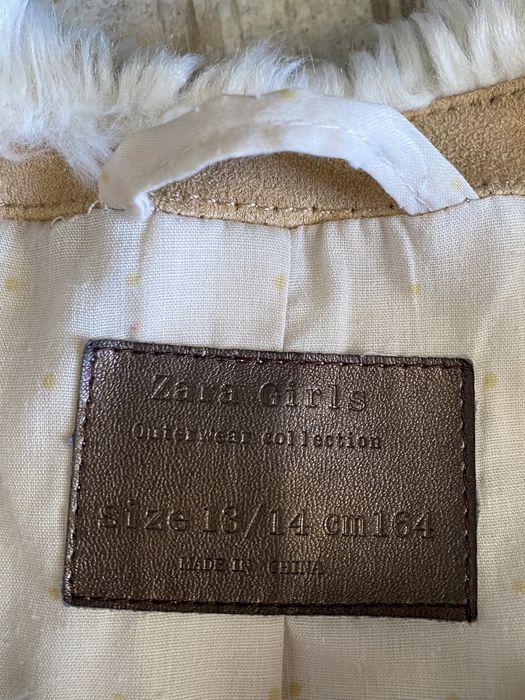 Zara Girls
Outerwear collection
size 13/14 cm164
MADE IN CHINA